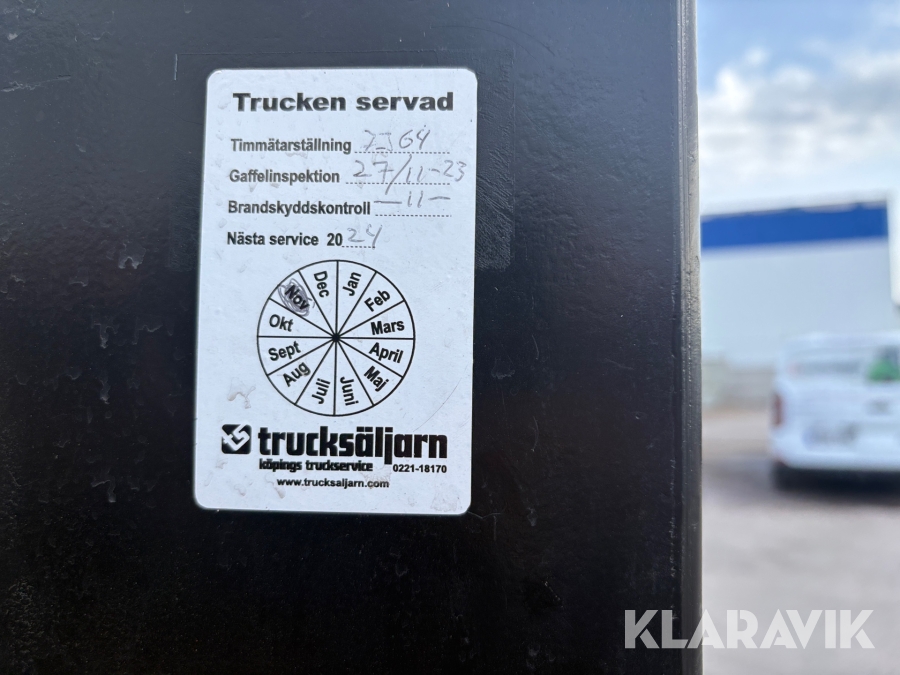 Trucken servad
Timmätarställning
Gaffelinspektion 27/11-23
Brandskyddskontroll -11-
Nästa service 2024
Jan
Feb
Mars
April
Maj
Juni
Juli
Aug
Sept
Okt
Nov
Dec
trucksäljarn
köpings truckservice 0221-18170
www.trucksaljarn.com
KLARAVIK